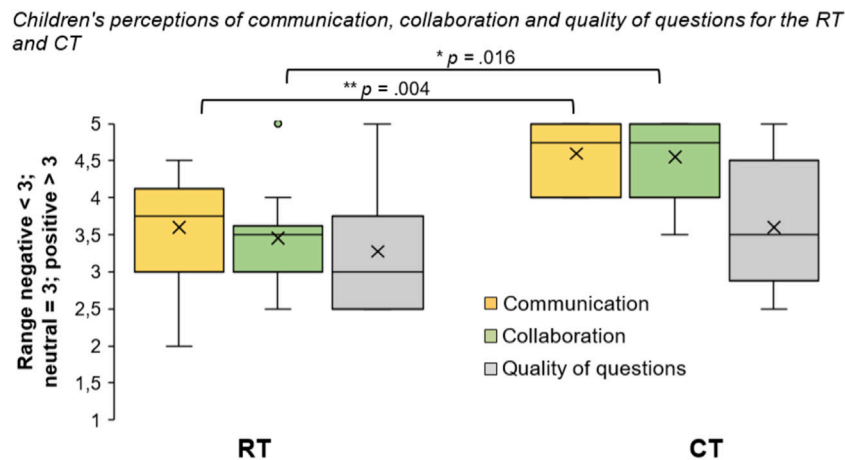 Children's perceptions of communication, collaboration and quality of questions for the RT
and CT
* p = .016
** p = .004
Range negative < 3;
neutral = 3; positive > 3
5
4,5
4
3,5
3
2,5
2
1,5
1
Communication
Collaboration
Quality of questions
RT
CT